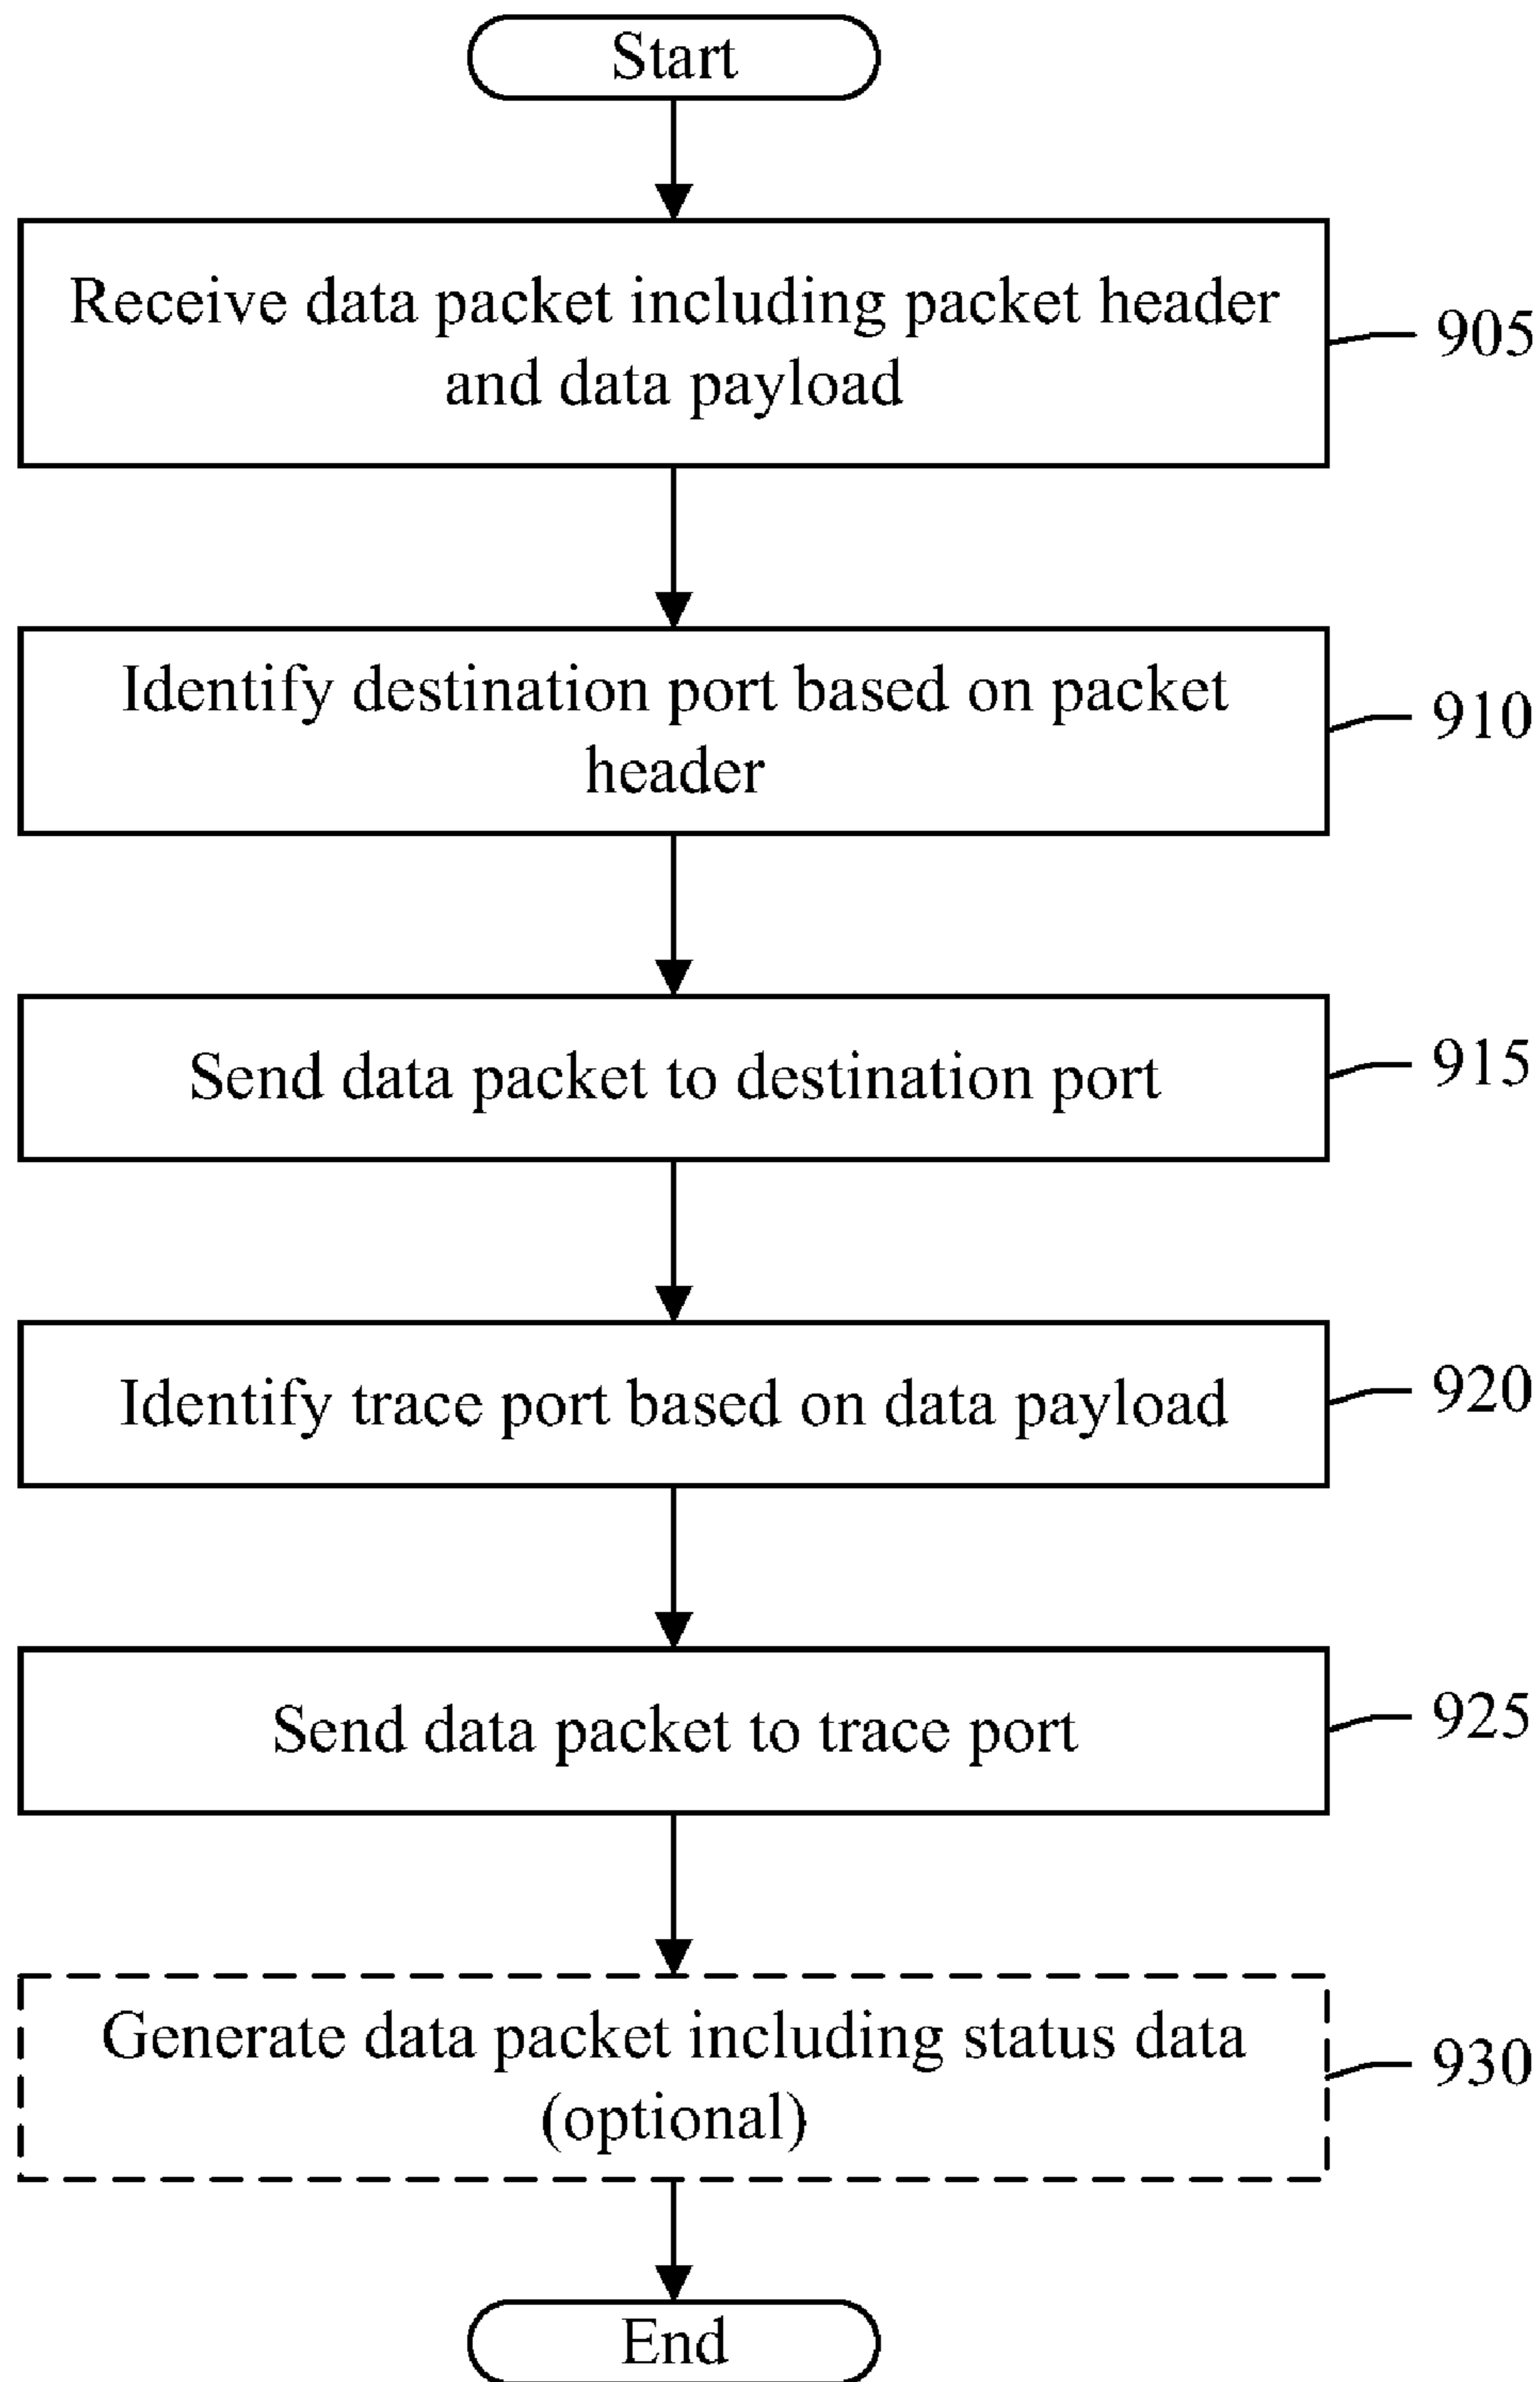 Start
Receive data packet including packet header
and data payload
905
Identify destination port based on packet
header
910
Send data packet to destination port
915
Identify trace port based on data payload
920
Send data packet to trace port
925
Generate data packet including status data
(optional)
930
End